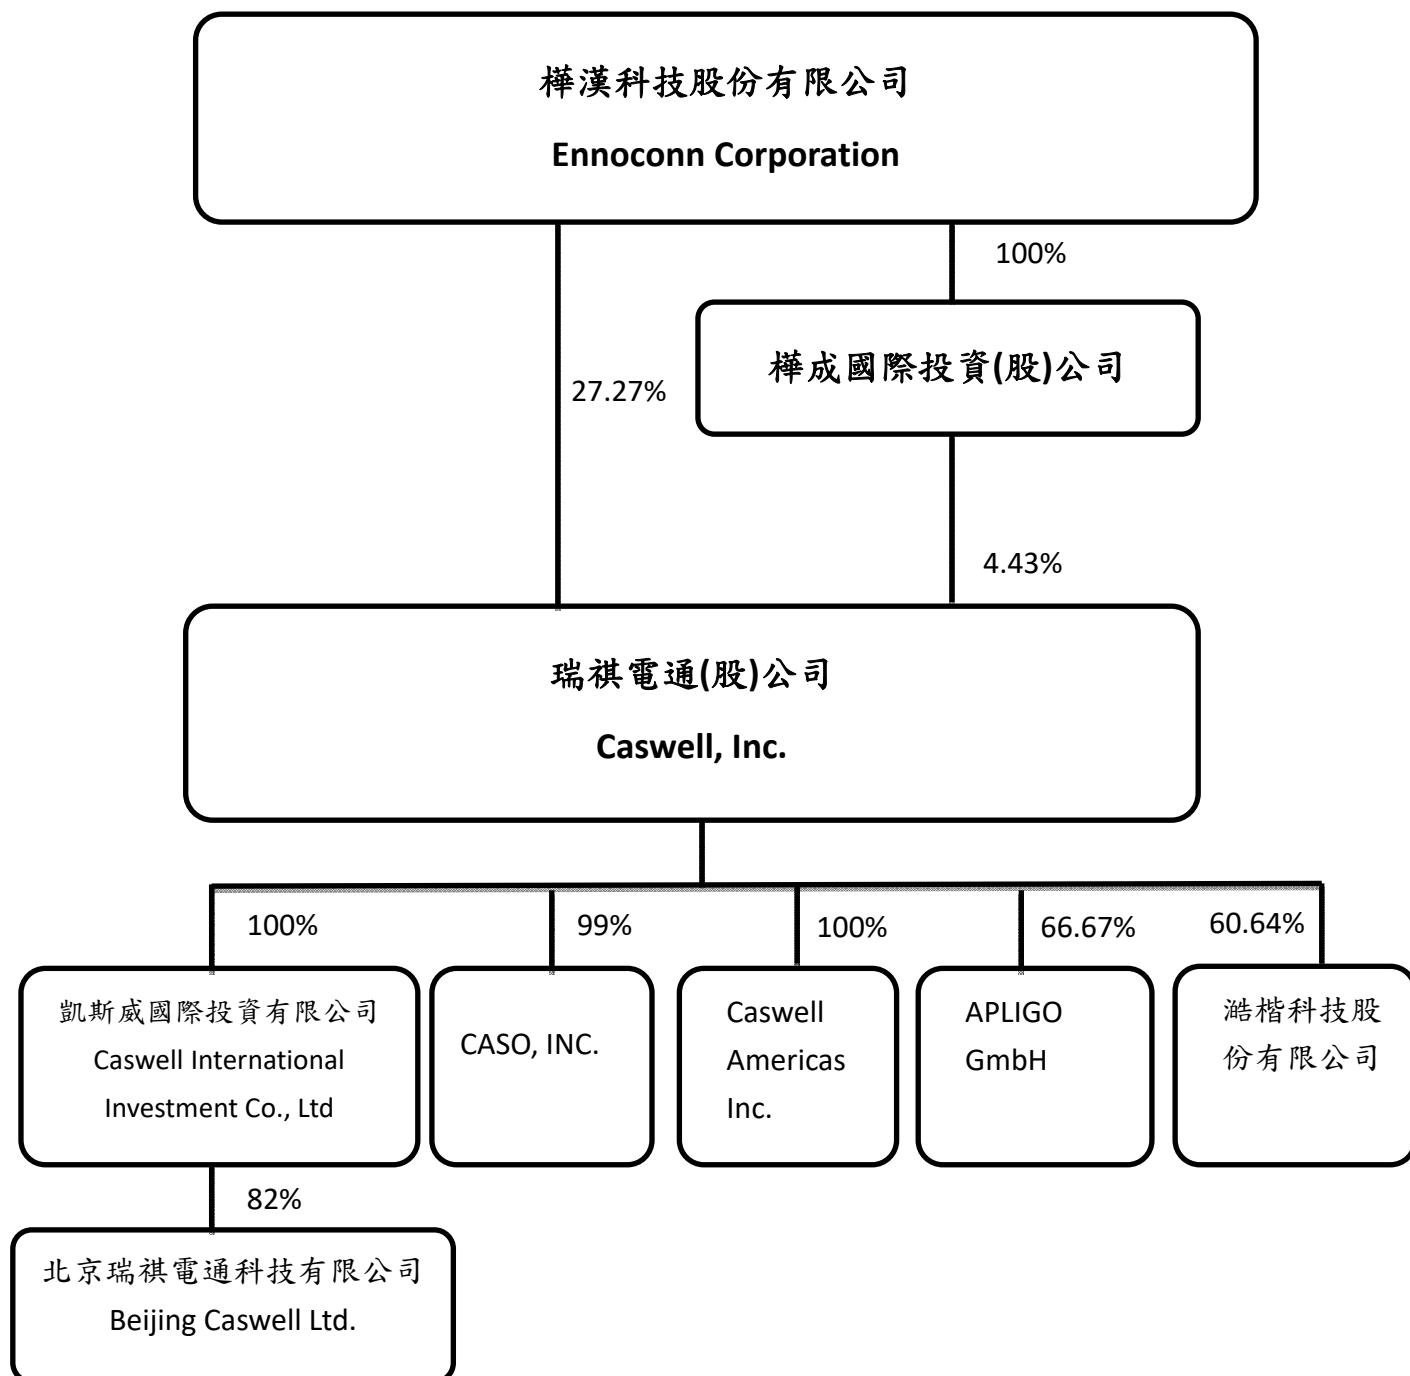 樺漢科技股份有限公司
Ennoconn Corporation
100%
樺成國際投資(股)公司
27.27%
4.43%
瑞祺電通(股)公司
Caswell, Inc.
100%
99%
100%
66.67%
60.64%
凱斯威國際投資有限公司
Caswell International
Investment Co., Ltd
CASO, INC.
Caswell
Americas
Inc.
APLIGO
GmbH
澔楷科技股
份有限公司
82%
北京瑞祺電通科技有限公司
Beijing Caswell Ltd.